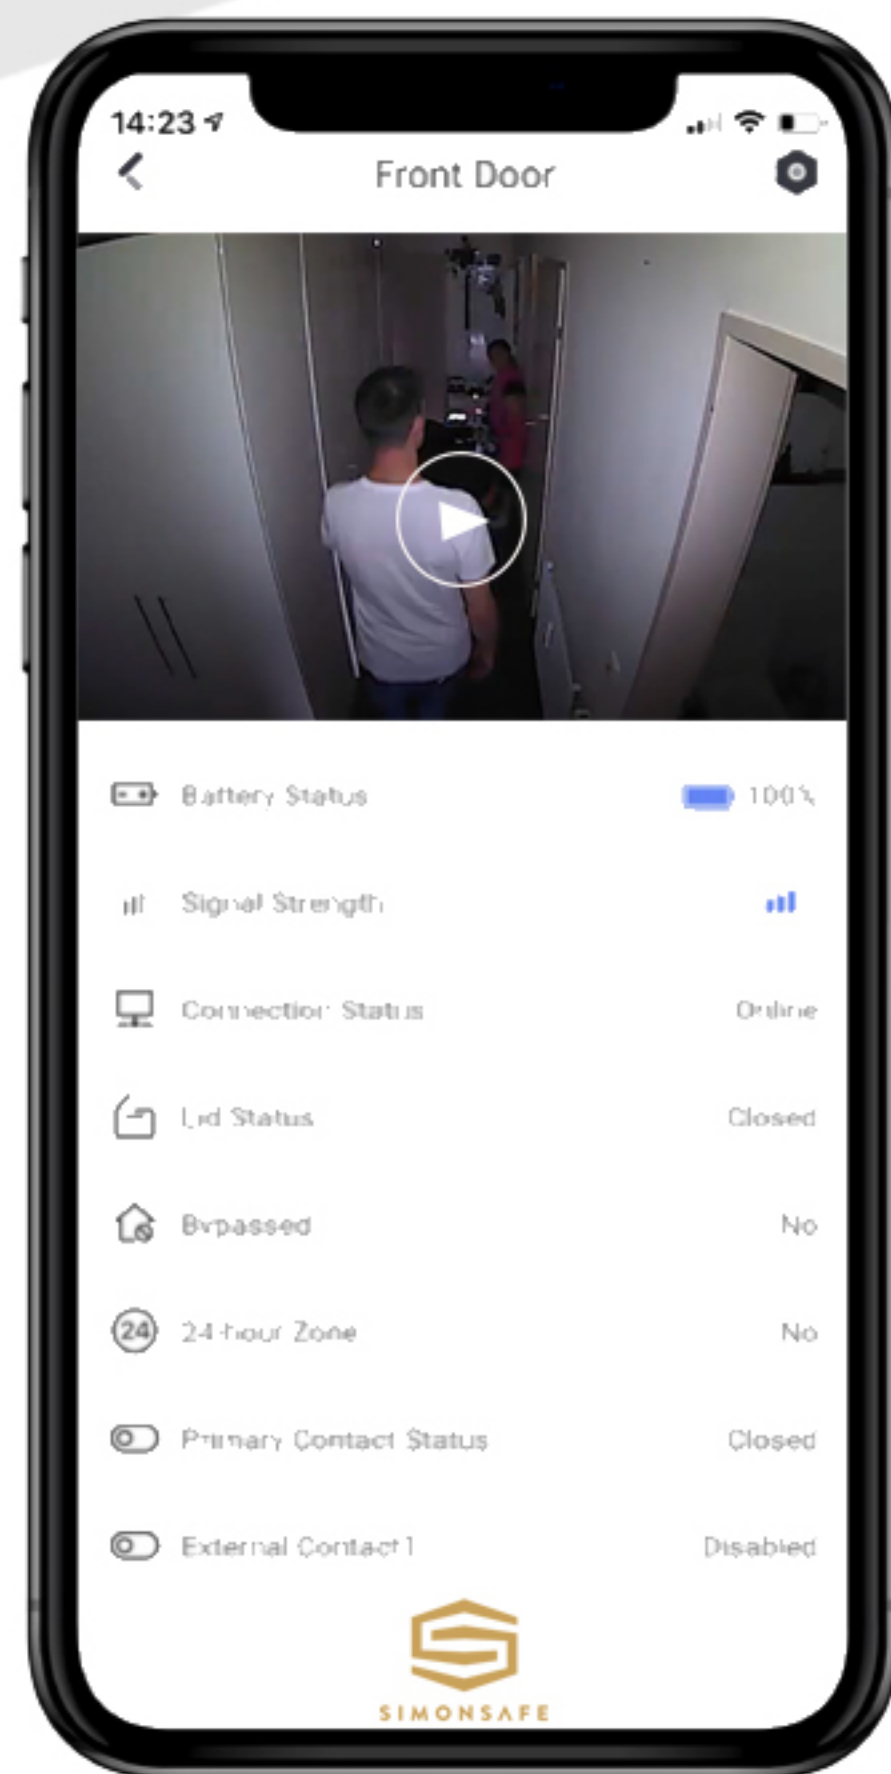 14:23
Front Door
Battery Status 100%
Signal Strength
Connection Status Online
Lid Status Closed
Bypassed No
24 24-hour Zone No
Primary Contact Status Closed
External Contact 1 Disabled
SIMONSAFE